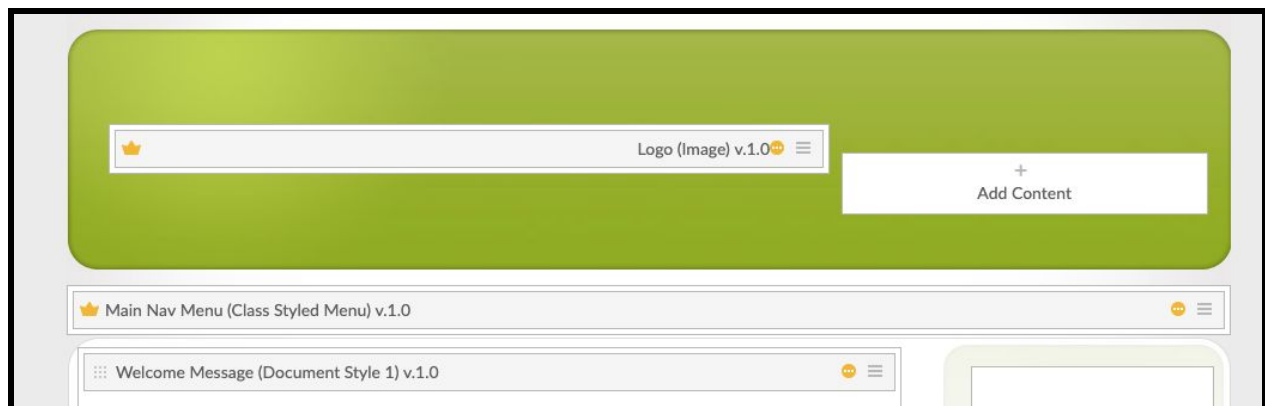 Logo (Image) v.1.0
+
Add Content
Main Nav Menu (Class Styled Menu) v.1.0
Welcome Message (Document Style 1) v.1.0